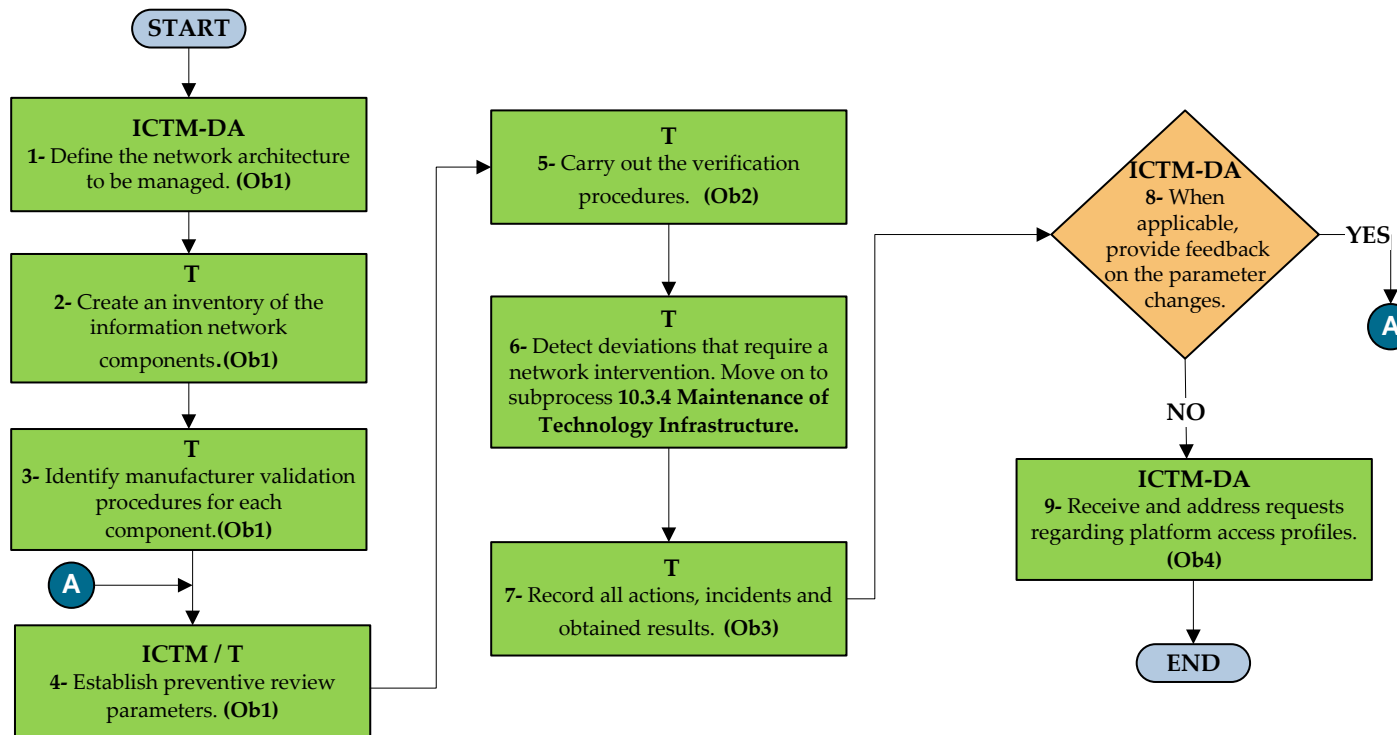 START
ICTM-DA
1- Define the network architecture
to be managed. (Ob1)
T
2- Create an inventory of the
information network
components.(Ob1)
T
3- Identify manufacturer validation
procedures for each
component.(Ob1)
A
ICTM / T
4- Establish preventive review
parameters. (Ob1)
T
5- Carry out the verification
procedures. (Ob2)
T
6- Detect deviations that require a
network intervention. Move on to
subprocess 10.3.4 Maintenance of
Technology Infrastructure.
T
7- Record all actions, incidents and
obtained results. (Ob3)
ICTM-DA
8- When
applicable,
provide feedback
on the parameter
changes.
YES
A
NO
ICTM-DA
9- Receive and address requests
regarding platform access profiles.
(Ob4)
END